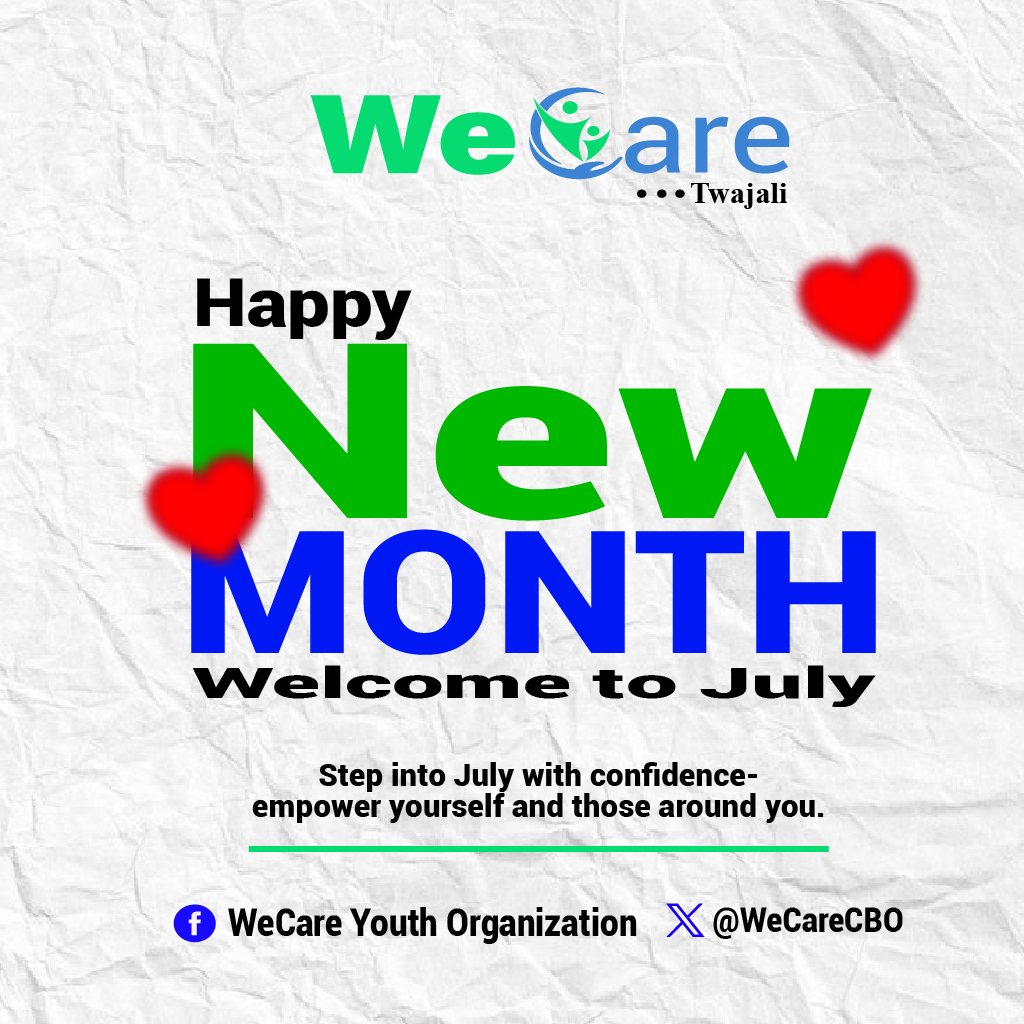 WeCare
...Twajali
Happy
New
MONTH
Welcome to July
Step into July with confidence-
empower yourself and those around you.
WeCare Youth Organization @WeCareCBO